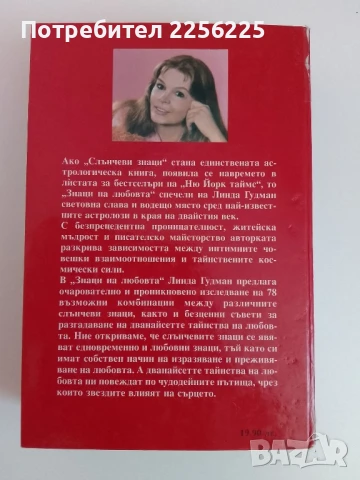 Потребител 2256225
Ако „Слънчеви знаци“ стана единствената ас-
трологическа книга, появила се навремето в
листата за бестселъри на „Ню Йорк таймс“, то
„Знаци на любовта“ спечели на Линда Гудман
световна слава и водещо място сред най-извест-
ните астролози в края на двайстия век.
С безпрецедентна проницателност, житейска
мъдрост и писателско майсторство авторката
разкрива зависимостта между интимните чо-
вешки взаимоотношения и тайнствените кос-
мически сили.
В „Знаци на любовта“ Линда Гудман предлага
очарователно и проникновено изследване на 78
възможни комбинации между различните
слънчеви знаци, както и безценни съвети за
разгадаване на дванайсетте тайнства на любов-
та. Ние откриваме, че слънчевите знаци се явя-
ват едновременно и любовни знаци, тъй като си
имат собствен начин на изразяване и преживя-
ване на любовта. А дванайсетте тайнства на лю-
бовта ни повеждат по чудодейните пътища, чрез
които звездите влияят на сърцето.
BAZAR